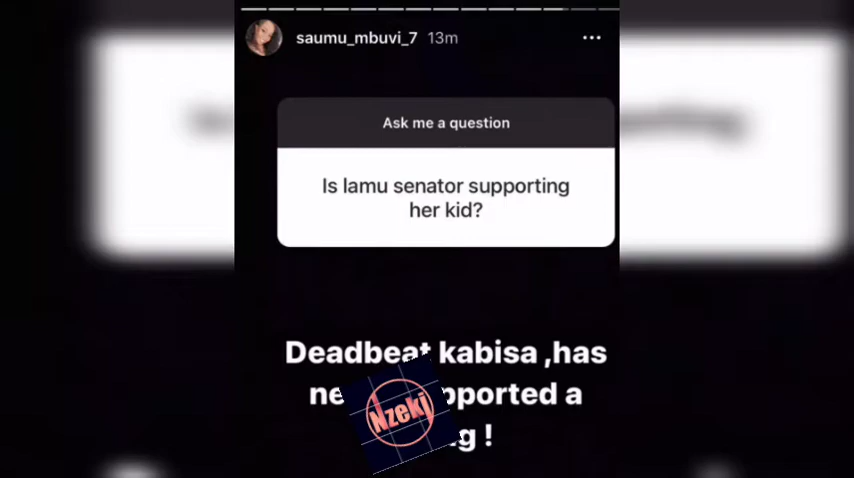 saumu_mbuvi_7 13m
Ask me a question
Is lamu senator supporting
her kid?
Deadbeat kabisa ,has
a
!
Nzeki